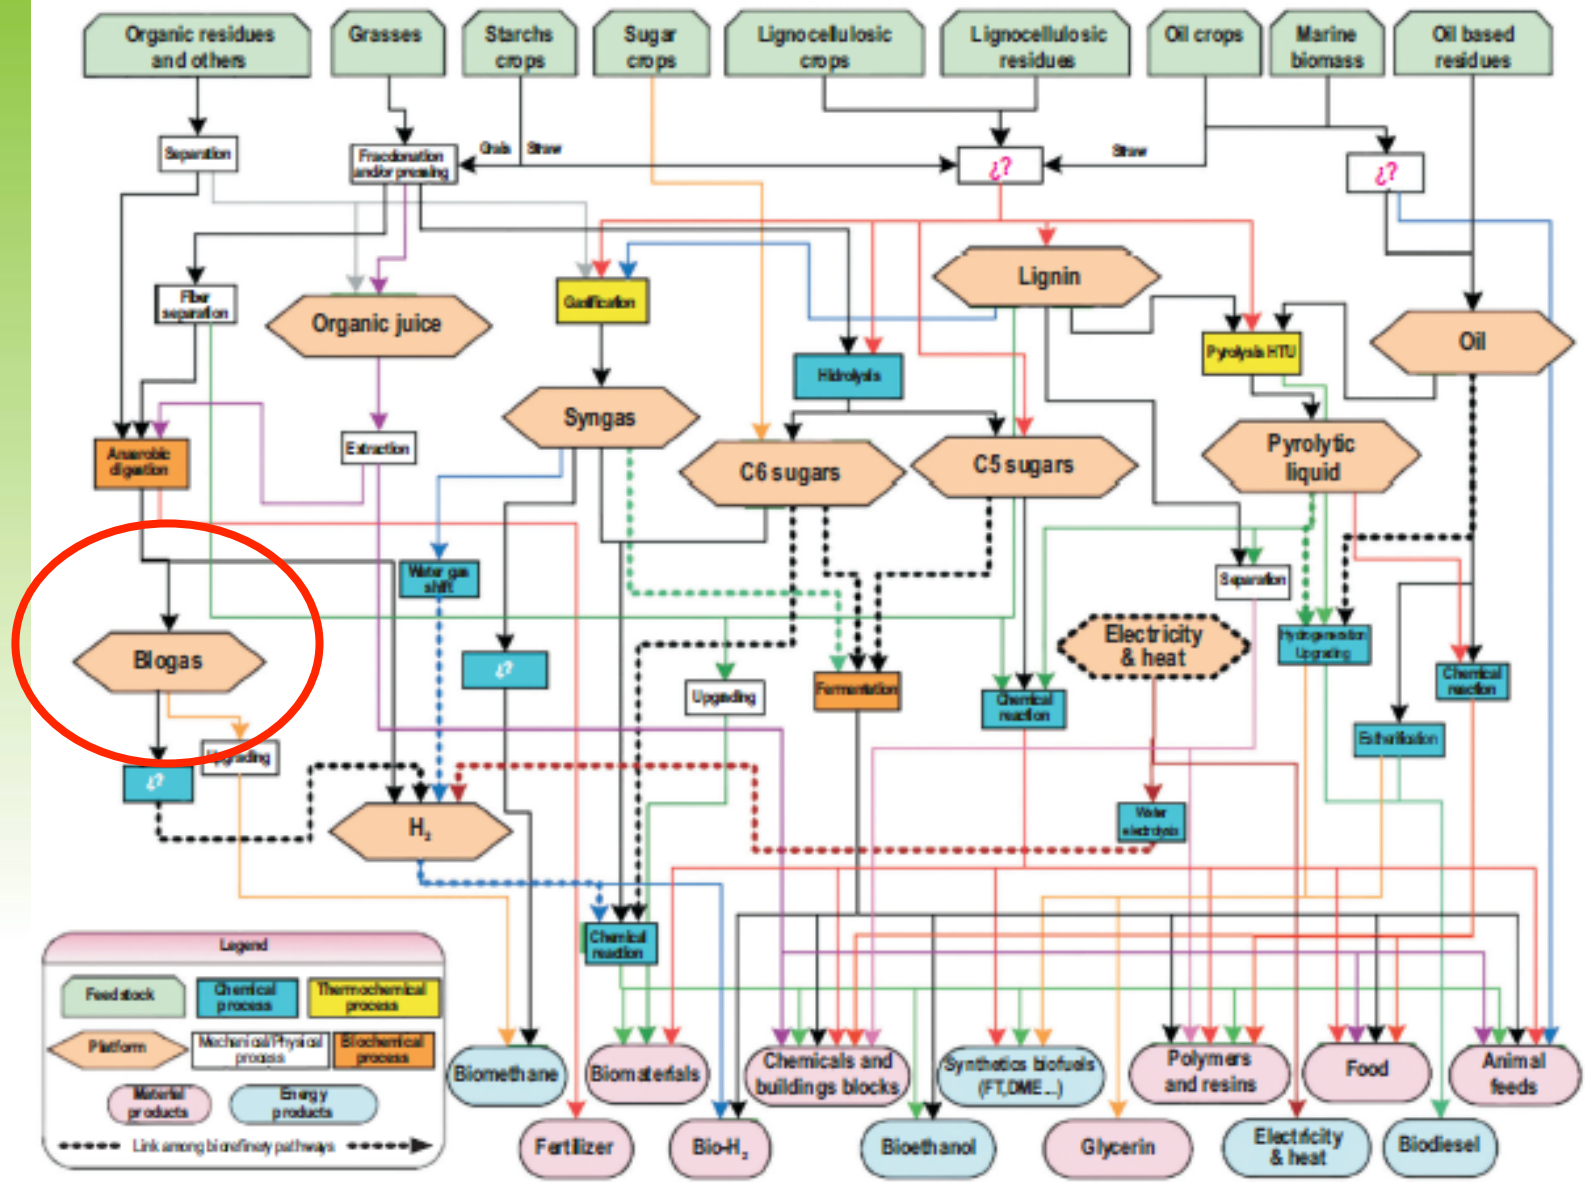 Organic residues
and others
Grasses
Starchs
crops
Sugar
crops
Lignocellulosic
crops
Lignocellulosic
residues
Oil crops
Marine
biomass
Oil based
residues
Separation
Fracdonation
and/or pressing
Grain
Straw
¿?
Straw
¿?
Fiber
separation
Organic juice
Gasification
Lignin
Pyrolysis HTU
Oil
Hidrolysis
Syngas
C6 sugars
C5 sugars
Pyrolytic
liquid
Anaerobic
digestion
Extraction
Water gas
shift
Separation
Biogas
¿?
Upgrading
Fermentation
Chemical
reaction
Electricity
& heat
Hydrogenation
Upgrading
Chemical
reaction
Estherification
Upgrading
¿?
H₂
Water
electrolysis
Chemical
reaction
Legend
Feedstock
Chemical
process
Thermochemical
process
Platform
Mechanical/Physical
process
Biochemical
process
Material
products
Energy
products
Link among biorefinery pathways
Biomethane
Biomaterials
Chemicals and
buildings blocks
Synthetics biofuels
(FT,DME...)
Polymers
and resins
Food
Animal
feeds
Fertilizer
Bio-H₂
Bioethanol
Glycerin
Electricity
& heat
Biodiesel